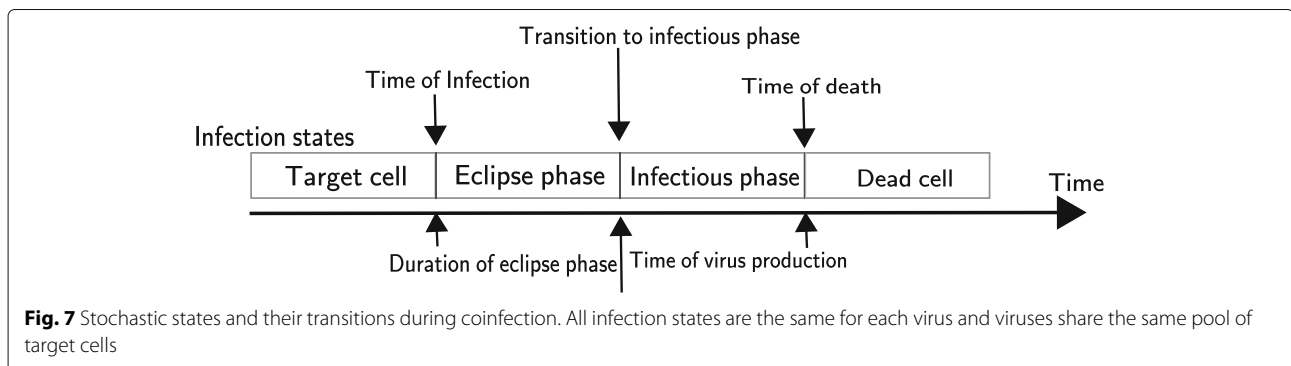 Transition to infectious phase
Time of Infection
Time of death
Infection states
Target cell
Eclipse phase
Infectious phase
Dead cell
Time
Duration of eclipse phase
Time of virus production
Fig. 7 Stochastic states and their transitions during coinfection. All infection states are the same for each virus and viruses share the same pool of
target cells